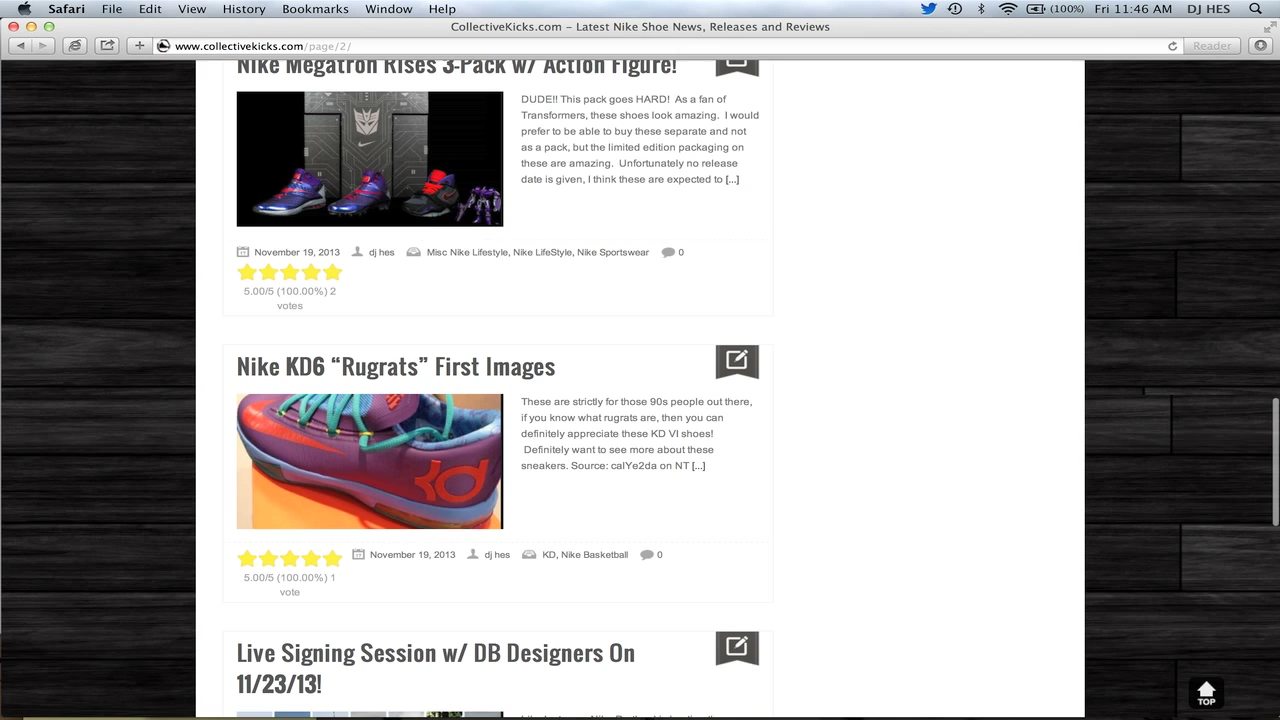 Safari File Edit View History Bookmarks Window Help (100%) Fri 11:46 AM DJ HES
CollectiveKicks.com – Latest Nike Shoe News, Releases and Reviews
www.collectivekicks.com/page/2/ Reader
Nike Megatron Rises 3-Pack w/ Action Figure!
DUDE!! This pack goes HARD! As a fan of
Transformers, these shoes look amazing. I would
prefer to be able to buy these separate and not
as a pack, but the limited edition packaging on
these are amazing. Unfortunately no release
date is given, I think these are expected to [...]
November 19, 2013 dj hes Misc Nike Lifestyle, Nike LifeStyle, Nike Sportswear 0
5.00/5 (100.00%) 2
votes
Nike KD6 “Rugrats” First Images
These are strictly for those 90s people out there,
if you know what rugrats are, then you can
definitely appreciate these KD VI shoes!
Definitely want to see more about these
sneakers. Source: calYe2da on NT [...]
KD
November 19, 2013 dj hes KD, Nike Basketball 0
5.00/5 (100.00%) 1
vote
Live Signing Session w/ DB Designers On
11/23/13!
TOP